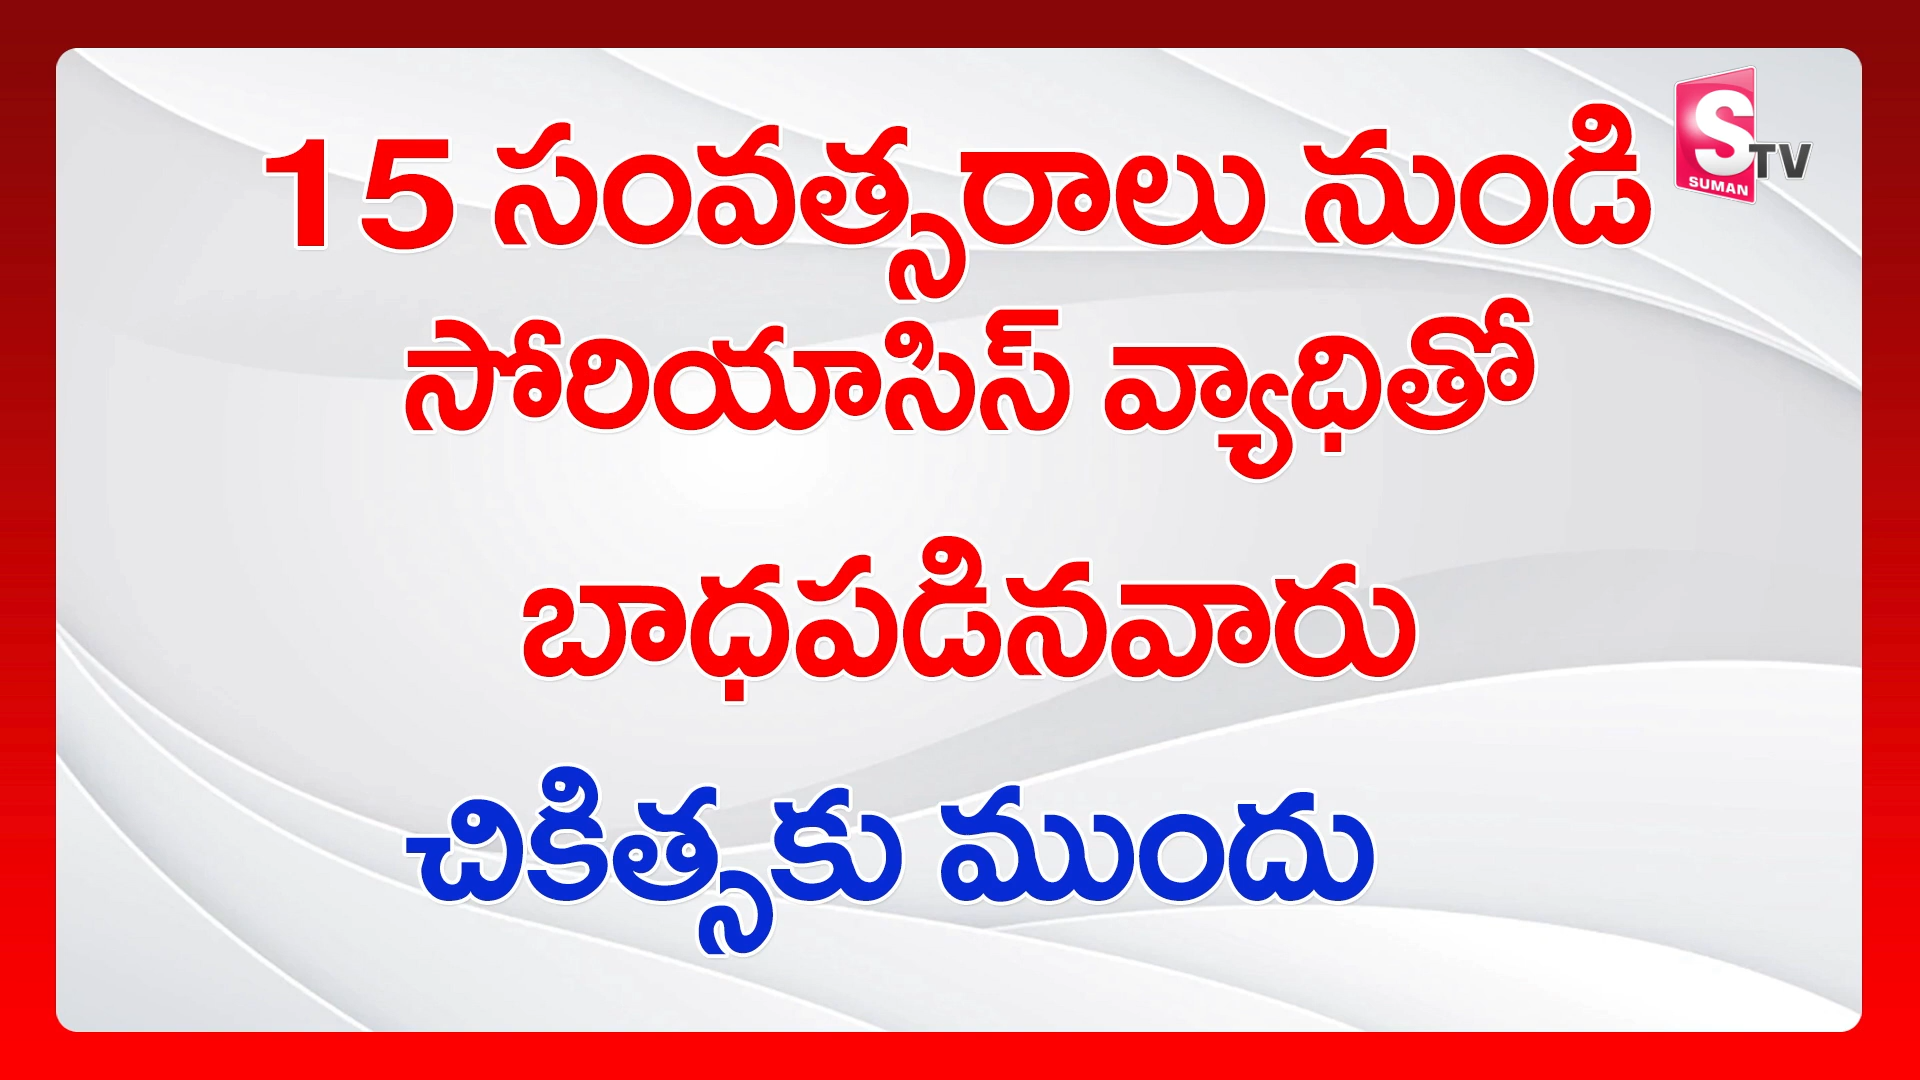 15 సంవత్సరాలు నుండి
సోరియాసిస్ వ్యాధితో
బాధపడినవారు
చికిత్సకు ముందు
S TV
SUMAN